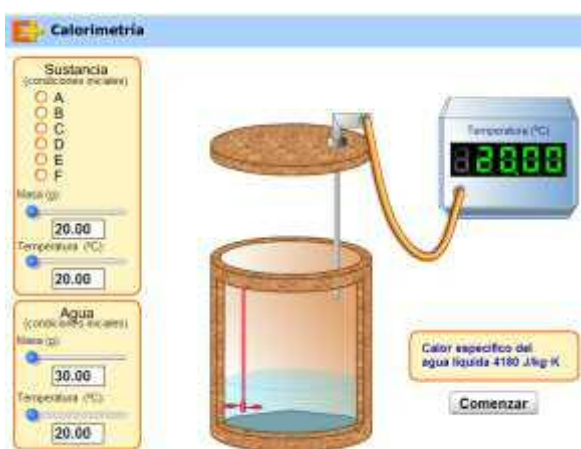 Calorimetría
Sustancia
(condiciones iniciales)
A
B
C
D
E
F
Masa (g):
20.00
Temperatura (ºC):
20.00
Agua
(condiciones iniciales)
Masa (g):
30.00
Temperatura (ºC):
20.00
Temperatura (ºC)
20.00
Calor específico del
agua líquida 4180 J/kg·K
Comenzar